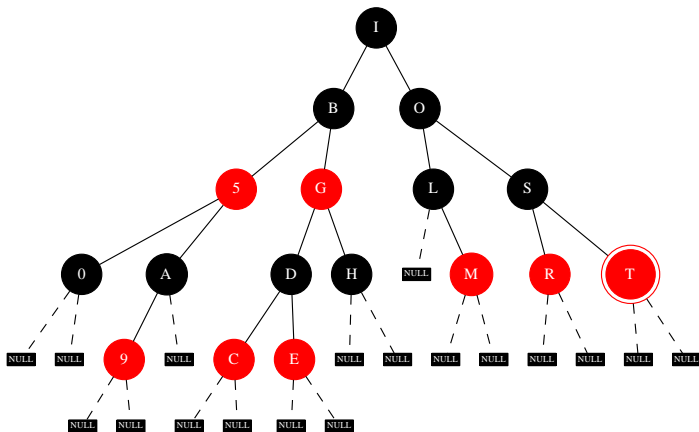 I
B O
5 G L S
0 A D H NULL M R T
NULL NULL 9 NULL C E NULL NULL NULL NULL NULL NULL NULL NULL
NULL NULL NULL NULL NULL NULL